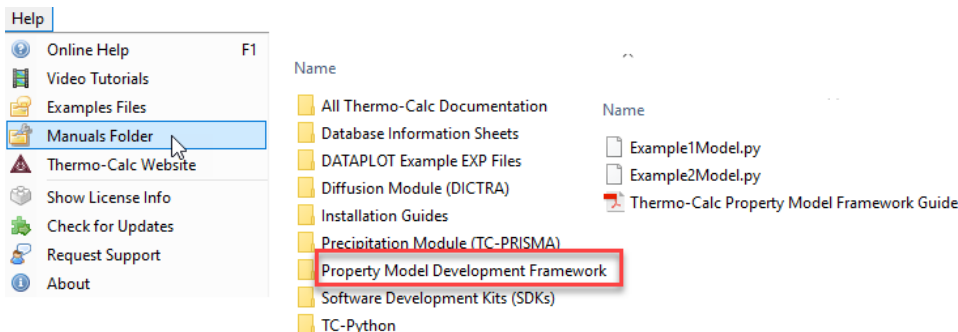 Help
Online Help F1
Video Tutorials
Examples Files
Manuals Folder
Thermo-Calc Website
Show License Info
Check for Updates
Request Support
About
Name
All Thermo-Calc Documentation
Database Information Sheets
DATAPLOT Example EXP Files
Diffusion Module (DICTRA)
Installation Guides
Precipitation Module (TC-PRISMA)
Property Model Development Framework
Software Development Kits (SDKs)
TC-Python
Name
Example1Model.py
Example2Model.py
Thermo-Calc Property Model Framework Guide